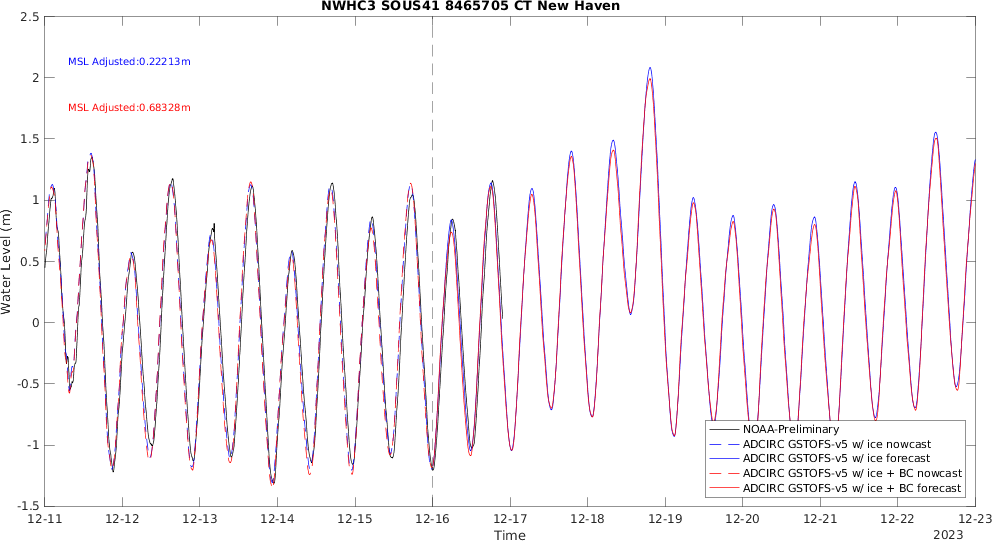 NWHC3 SOUS41 8465705 CT New Haven
2.5
2
1.5
1
0.5
0
-0.5
-1
-1.5
Water Level (m)
MSL Adjusted:0.22213m
MSL Adjusted:0.68328m
NOAA-Preliminary
ADCIRC GSTOFS-v5 w/ ice nowcast
ADCIRC GSTOFS-v5 w/ ice forecast
ADCIRC GSTOFS-v5 w/ ice + BC nowcast
ADCIRC GSTOFS-v5 w/ ice + BC forecast
12-11 12-12 12-13 12-14 12-15 12-16 12-17 12-18 12-19 12-20 12-21 12-22 12-23
Time
2023